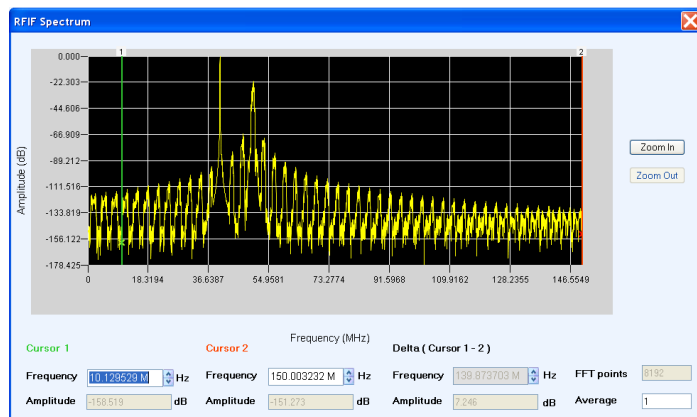 RFIF Spectrum
1 2
0.000
-22.303
-44.606
-66.909
-89.212
-111.516
-133.819
-156.122
-178.425
Amplitude (dB)
0 18.3194 36.6387 54.9581 73.2774 91.5968 109.9162 128.2355 146.5549
Frequency (MHz)
Zoom In
Zoom Out
Cursor 1 Cursor 2 Delta ( Cursor 1 - 2 )
Frequency 10.129529 M Hz Frequency 150.003232 M Hz Frequency 139.873703 M Hz FFT points 8192
Amplitude -158.519 dB Amplitude -151.273 dB Amplitude 7.246 dB Average 1